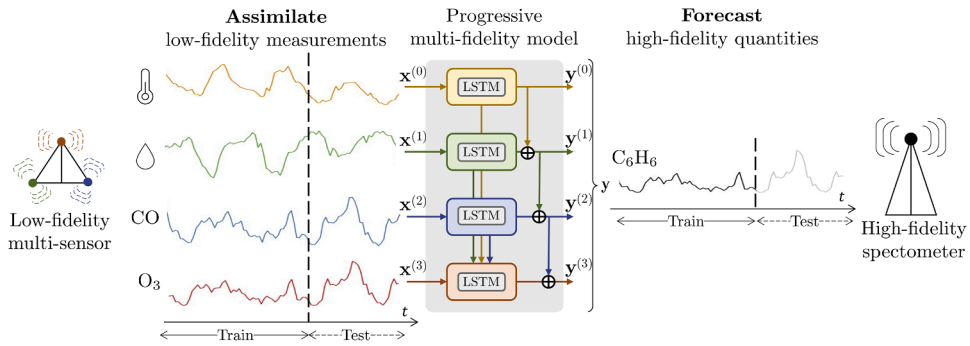 Assimilate
low-fidelity measurements
Progressive
multi-fidelity model
Forecast
high-fidelity quantities
x(0)
LSTM
y(0)
x(1)
LSTM
y(1)
C6H6
y
CO
x(2)
LSTM
y(2)
t
Low-fidelity
multi-sensor
Train
Test
High-fidelity
spectometer
O3
x(3)
LSTM
y(3)
t
Train
Test